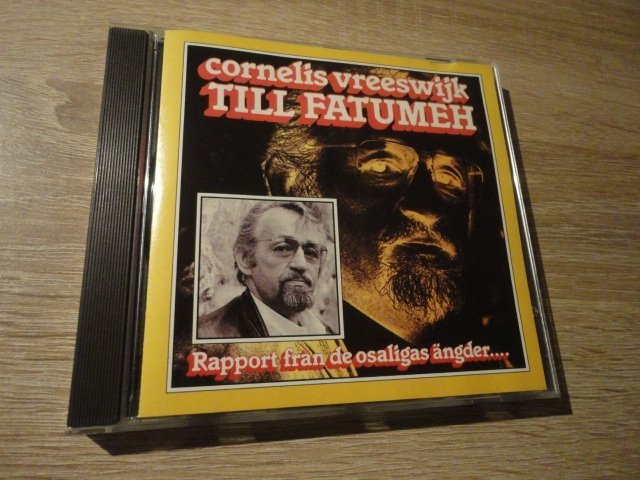 cornelis vreeswijk
TILL FATUMEH
Rapport från de osaligas ängder....